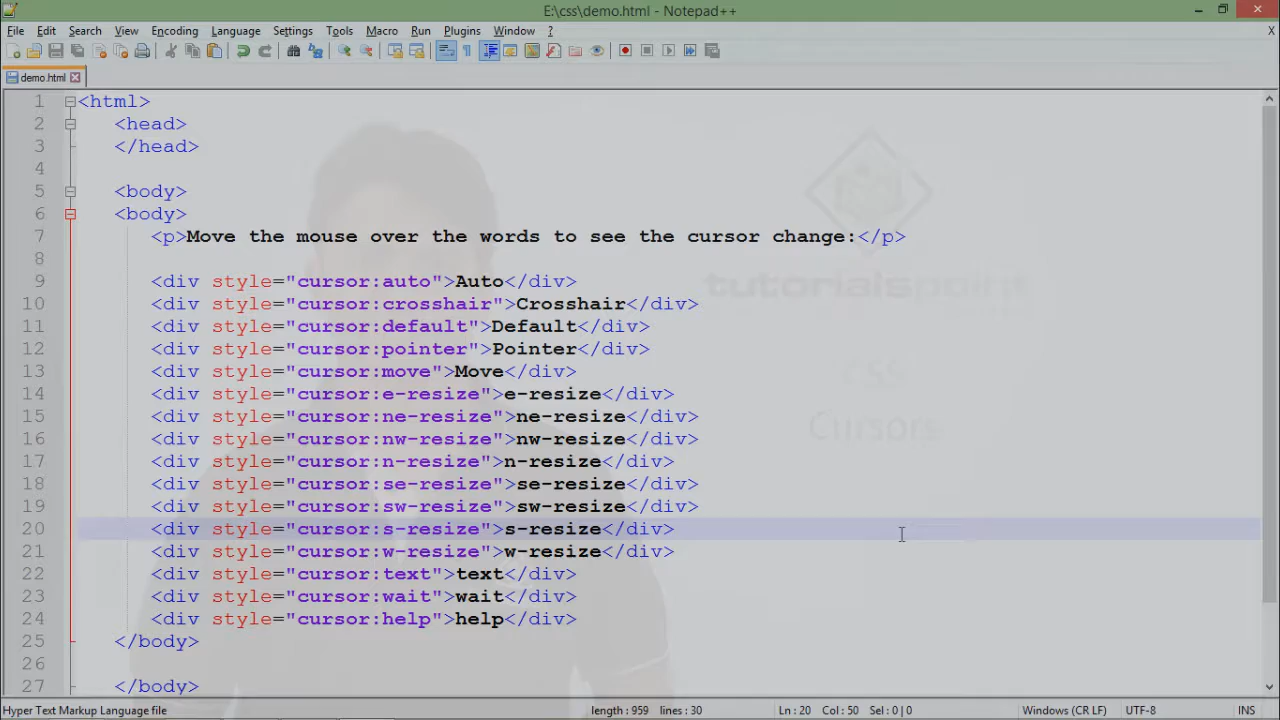 E:\css\demo.html - Notepad++
File Edit Search View Encoding Language Settings Tools Macro Run Plugins Window ? X
demo.html
1 <html>
2 <head>
3 </head>
4
5 <body>
6 <body>
7 <p>Move the mouse over the words to see the cursor change:</p>
8
9 <div style="cursor:auto">Auto</div>
10 <div style="cursor:crosshair">Crosshair</div>
11 <div style="cursor:default">Default</div>
12 <div style="cursor:pointer">Pointer</div>
13 <div style="cursor:move">Move</div>
14 <div style="cursor:e-resize">e-resize</div>
15 <div style="cursor:ne-resize">ne-resize</div>
16 <div style="cursor:nw-resize">nw-resize</div>
17 <div style="cursor:n-resize">n-resize</div>
18 <div style="cursor:se-resize">se-resize</div>
19 <div style="cursor:sw-resize">sw-resize</div>
20 <div style="cursor:s-resize">s-resize</div>
21 <div style="cursor:w-resize">w-resize</div>
22 <div style="cursor:text">text</div>
23 <div style="cursor:wait">wait</div>
24 <div style="cursor:help">help</div>
25 </body>
26
27 </body>
tutorialspoint
CSS
Cursors
Hyper Text Markup Language file length : 959 lines : 30 Ln : 20 Col : 50 Sel : 0 | 0 Windows (CR LF) UTF-8 INS